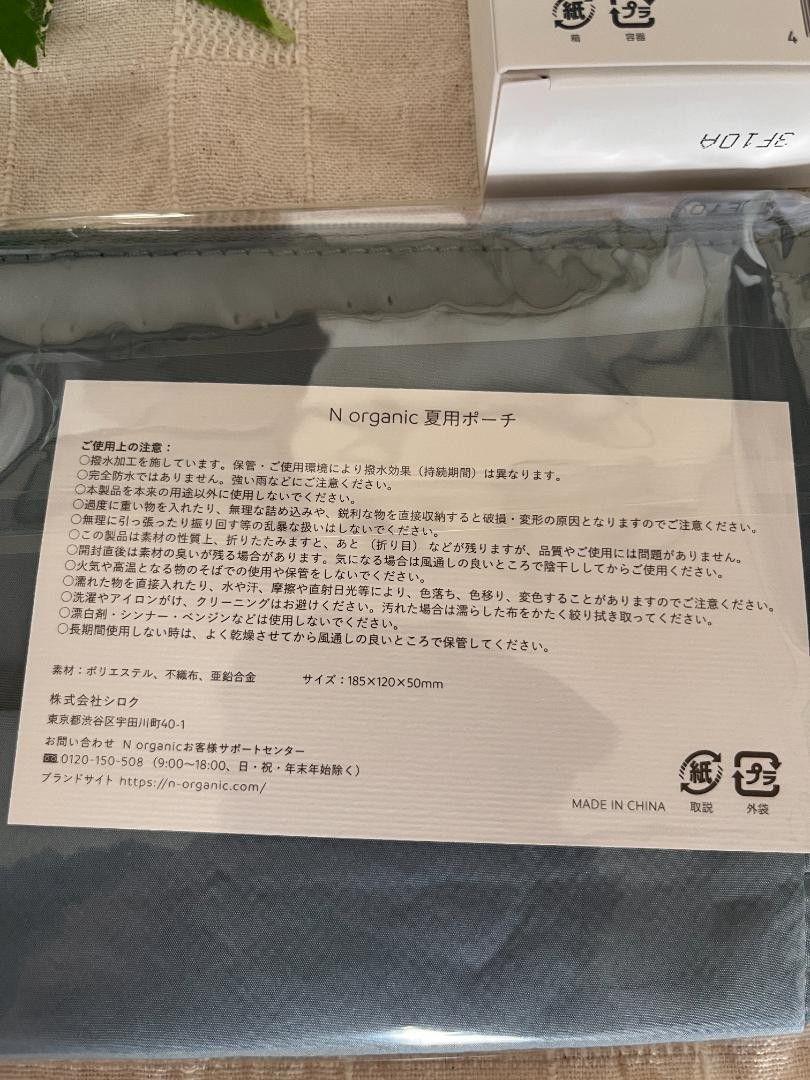 紙
プラ
箱
容器
4
3F10A
N organic 夏用ポーチ
ご使用上の注意：
○撥水加工を施しています。保管・ご使用環境により撥水効果（持続期間）は異なります。
○完全防水ではありません。強い雨などにご注意ください。
○本製品を本来の用途以外に使用しないでください。
○過度に重い物を入れたり、無理な詰め込みや、鋭利な物を直接収納すると破損・変形の原因となりますのでご注意ください。
○無理に引っ張ったり振り回す等の乱暴な扱いはしないでください。
○この製品は素材の性質上、折りたたみますと、あと （折り目） などが残りますが、品質やご使用には問題がありません。
○開封直後は素材の臭いが残る場合があります。気になる場合は風通しの良いところで陰干ししてからご使用ください。
○火気や高温となる物のそばでの使用や保管をしないでください。
○濡れた物を直接入れたり、水や汗、摩擦や直射日光等により、色落ち、色移り、変色することがありますのでご注意ください。
○洗濯やアイロンがけ、クリーニングはお避けください。汚れた場合は濡らした布をかたく絞り拭き取ってください。
○漂白剤・シンナー・ベンジンなどは使用しないでください。
○長期間使用しない時は、よく乾燥させてから風通しの良いところで保管してください。
素材：ポリエステル、不織布、亜鉛合金 サイズ：185×120×50mm
株式会社シロク
東京都渋谷区宇田川町40-1
お問い合わせ N organicお客様サポートセンター
0120-150-508（9:00〜18:00、日・祝・年末年始除く）
ブランドサイト https://n-organic.com/
MADE IN CHINA
紙
取説
プラ
外袋